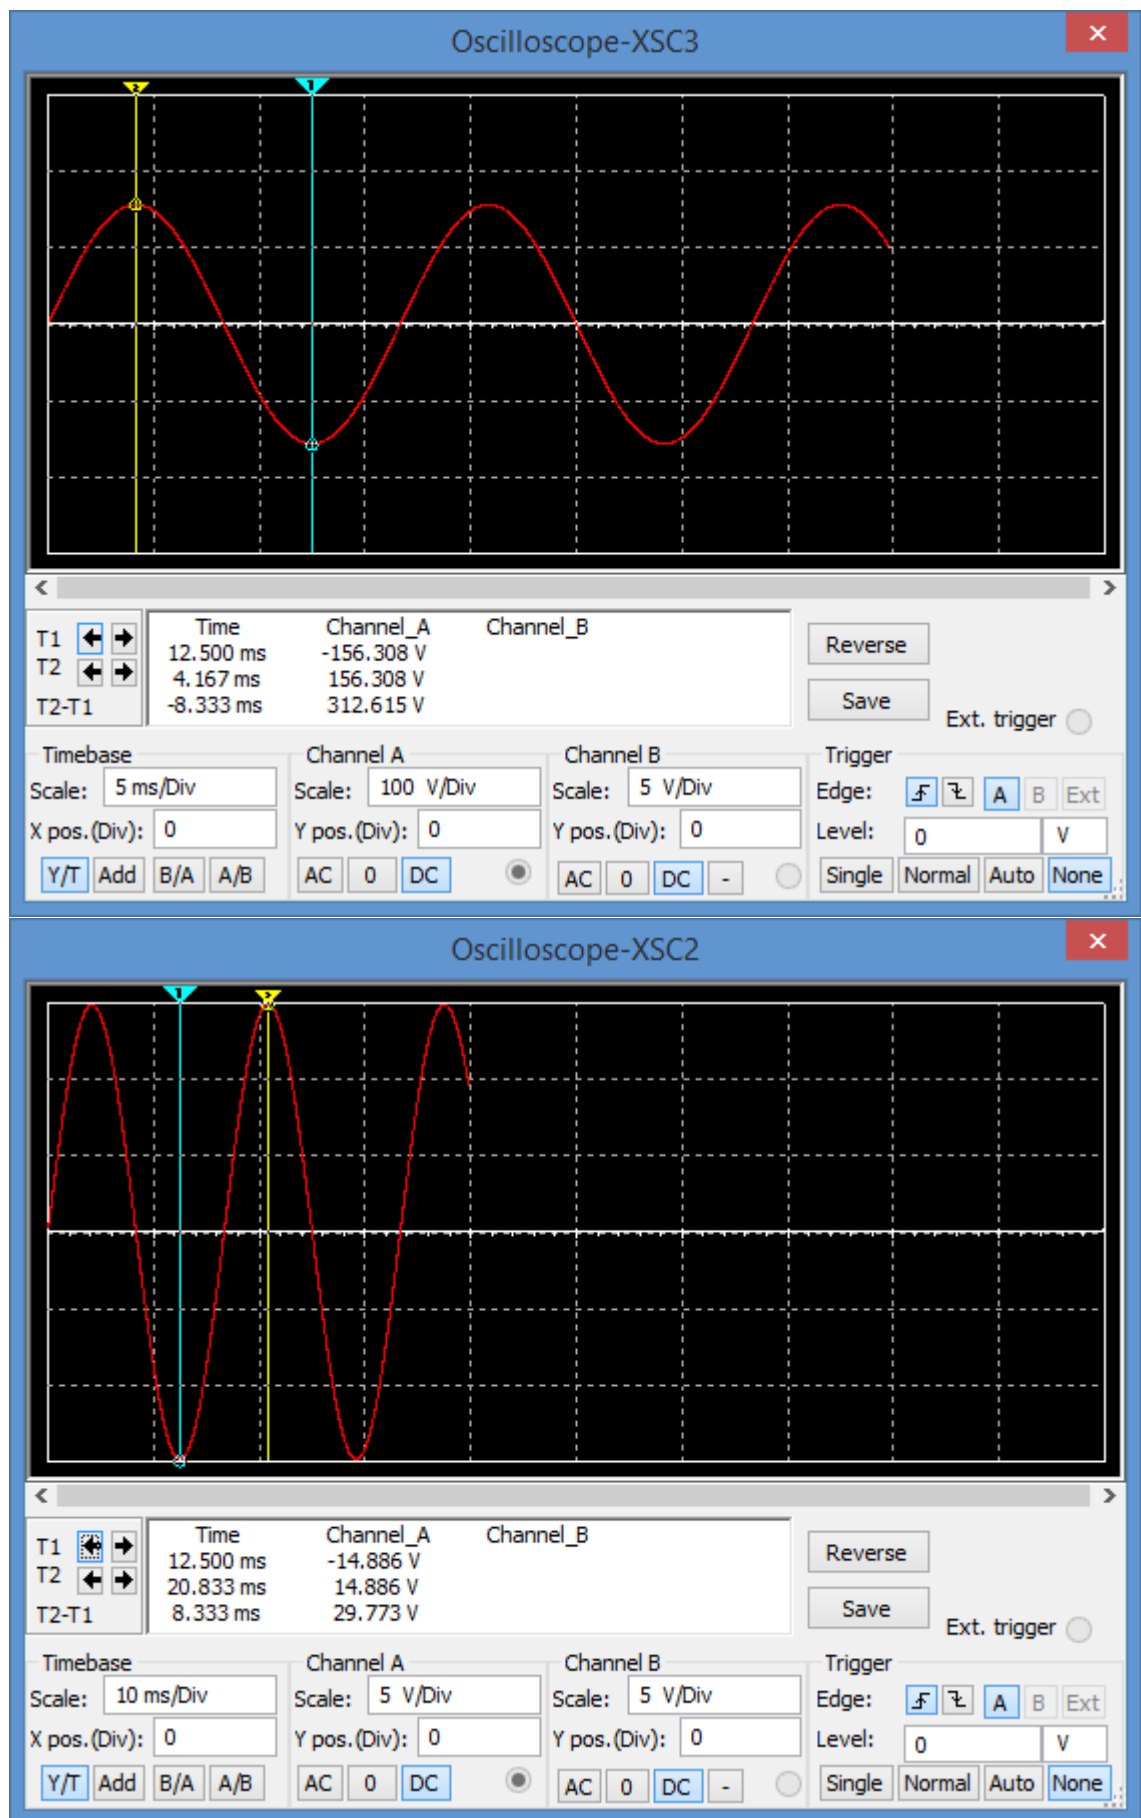 Oscilloscope-XSC3
2 1
Time Channel_A Channel_B
T1 12.500 ms -156.308 V Reverse
T2 4.167 ms 156.308 V
T2-T1 -8.333 ms 312.615 V Save
Ext. trigger
Timebase Channel A Channel B Trigger
Scale: 5 ms/Div Scale: 100 V/Div Scale: 5 V/Div Edge: A B Ext
X pos.(Div): 0 Y pos.(Div): 0 Y pos.(Div): 0 Level: 0 V
Y/T Add B/A A/B AC 0 DC AC 0 DC - Single Normal Auto None
Oscilloscope-XSC2
1 2
Time Channel_A Channel_B
T1 12.500 ms -14.886 V Reverse
T2 20.833 ms 14.886 V
T2-T1 8.333 ms 29.773 V Save
Ext. trigger
Timebase Channel A Channel B Trigger
Scale: 10 ms/Div Scale: 5 V/Div Scale: 5 V/Div Edge: A B Ext
X pos.(Div): 0 Y pos.(Div): 0 Y pos.(Div): 0 Level: 0 V
Y/T Add B/A A/B AC 0 DC AC 0 DC - Single Normal Auto None